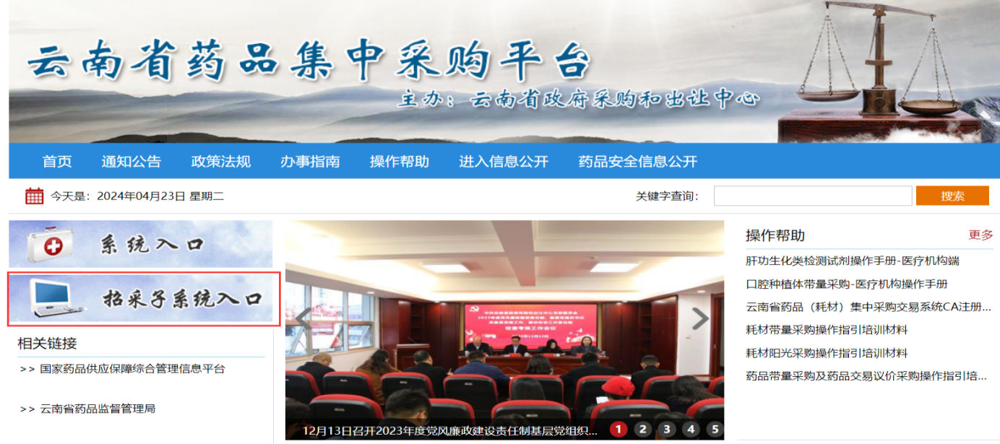 云南省药品集中采购平台
主办：云南省政府采购和出让中心
首页 通知公告 政策法规 办事指南 操作帮助 进入信息公开 药品安全信息公开
今天是：2024年04月23日 星期二
关键字查询：
搜索
系统入口
招采子系统入口
相关链接
>> 国家药品供应保障综合管理信息平台
>> 云南省药品监督管理局
检查考核工作会议
12月13日召开2023年度党风廉政建设责任制基层党组织...
1 2 3 4 5
操作帮助
更多
肝功生化类检测试剂操作手册-医疗机构端
口腔种植体带量采购-医疗机构操作手册
云南省药品（耗材）集中采购交易系统CA注册...
耗材带量采购操作指引培训材料
耗材阳光采购操作指引培训材料
药品带量采购及药品交易议价采购操作指引培...